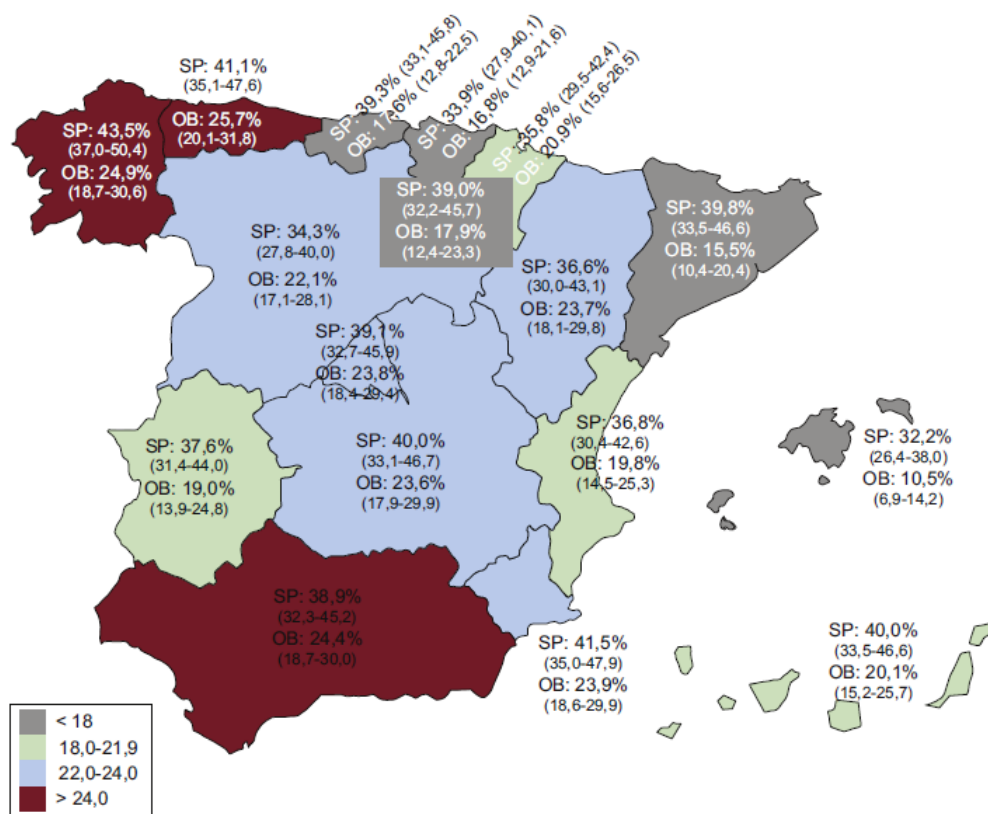 SP: 41,1%
(35,1-47,6)
OB: 25,7%
(20,1-31,8)
SP: 43,5%
(37,0-50,4)
OB: 24,9%
(18,7-30,6)
SP: 39,3% (33,1-45,8)
OB: 17,6% (12,8-22,5)
SP: 33,9% (27,9-40,1)
OB: 16,8% (12,9-21,6)
SP: 35,8% (29,5-42,4)
OB: 20,9% (15,6-26,5)
SP: 39,0%
(32,2-45,7)
OB: 17,9%
(12,4-23,3)
SP: 34,3%
(27,8-40,0)
OB: 22,1%
(17,1-28,1)
SP: 36,6%
(30,0-43,1)
OB: 23,7%
(18,1-29,8)
SP: 39,8%
(33,5-46,6)
OB: 15,5%
(10,4-20,4)
SP: 39,1%
(32,7-45,9)
OB: 23,8%
(18,4-29,4)
SP: 37,6%
(31,4-44,0)
OB: 19,0%
(13,9-24,8)
SP: 40,0%
(33,1-46,7)
OB: 23,6%
(17,9-29,9)
SP: 36,8%
(30,4-42,6)
OB: 19,8%
(14,5-25,3)
SP: 32,2%
(26,4-38,0)
OB: 10,5%
(6,9-14,2)
SP: 38,9%
(32,3-45,2)
OB: 24,4%
(18,7-30,0)
SP: 41,5%
(35,0-47,9)
OB: 23,9%
(18,6-29,9)
SP: 40,0%
(33,5-46,6)
OB: 20,1%
(15,2-25,7)
< 18
18,0-21,9
22,0-24,0
> 24,0